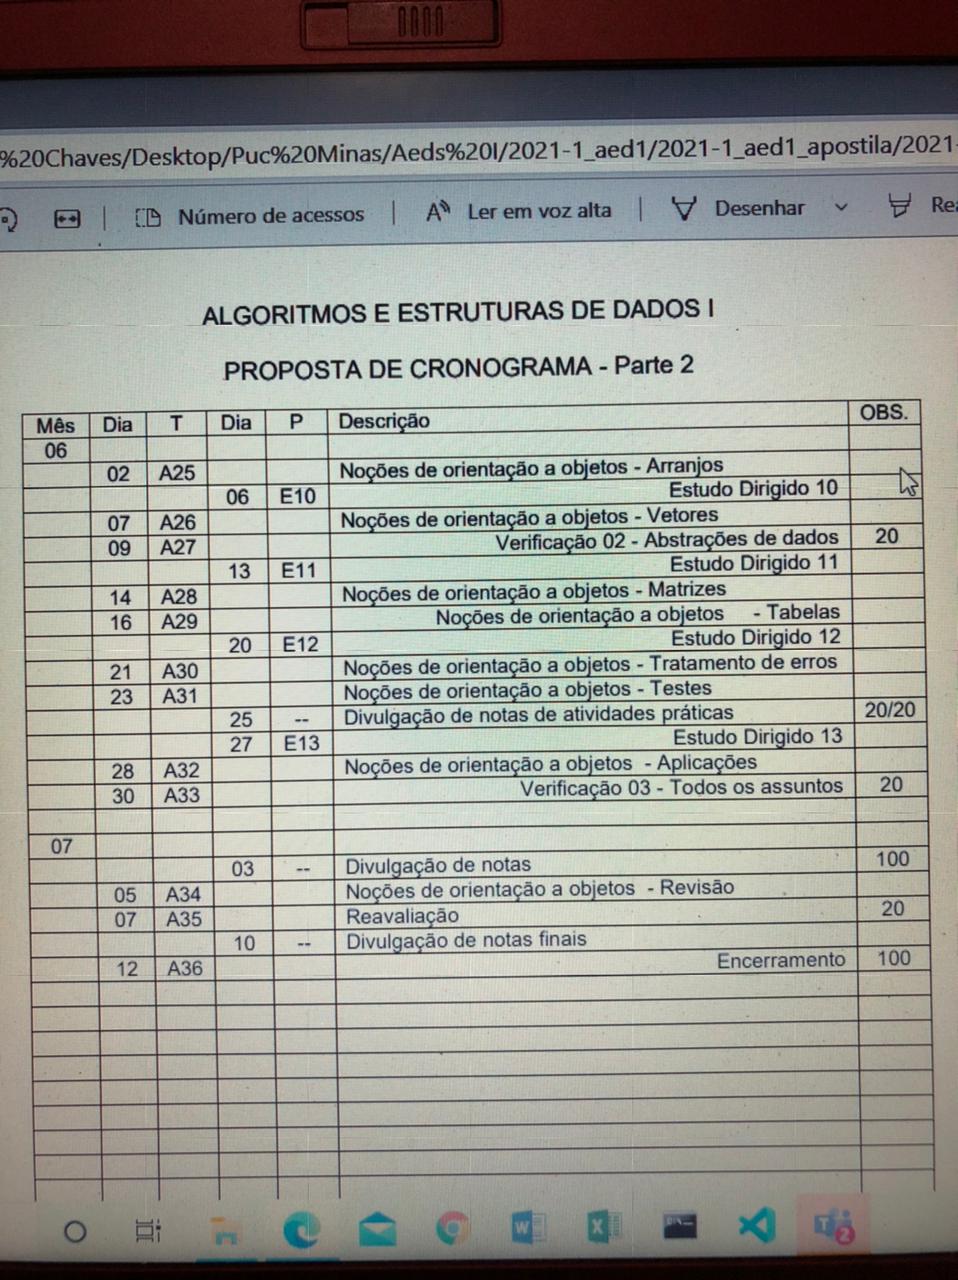 %20Chaves/Desktop/Puc%20Minas/Aeds%20I/2021-1_aed1/2021-1_aed1_apostila/2021-
Número de acessos | A Ler em voz alta | Desenhar Rea
ALGORITMOS E ESTRUTURAS DE DADOS I
PROPOSTA DE CRONOGRAMA - Parte 2
Mês Dia T Dia P Descrição OBS.
06
02 A25 Noções de orientação a objetos - Arranjos
06 E10 Estudo Dirigido 10
07 A26 Noções de orientação a objetos - Vetores
09 A27 Verificação 02 - Abstrações de dados 20
13 E11 Estudo Dirigido 11
14 A28 Noções de orientação a objetos - Matrizes
16 A29 Noções de orientação a objetos - Tabelas
20 E12 Estudo Dirigido 12
21 A30 Noções de orientação a objetos - Tratamento de erros
23 A31 Noções de orientação a objetos - Testes
25 -- Divulgação de notas de atividades práticas 20/20
27 E13 Estudo Dirigido 13
28 A32 Noções de orientação a objetos - Aplicações
30 A33 Verificação 03 - Todos os assuntos 20
07
03 -- Divulgação de notas 100
05 A34 Noções de orientação a objetos - Revisão
07 A35 Reavaliação 20
10 -- Divulgação de notas finais
12 A36 Encerramento 100
W X T 2